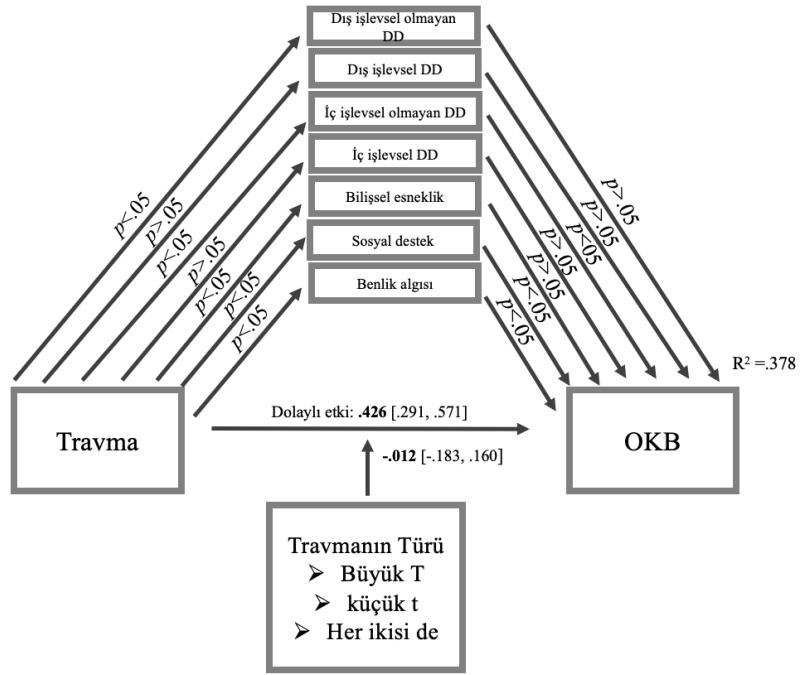 Dış işlevsel olmayan
DD
Dış işlevsel DD
İç işlevsel olmayan DD
İç işlevsel DD
Bilişsel esneklik
Sosyal destek
Benlik algısı
p<.05
p>.05
p<.05
p>.05
p<.05
p<.05
p<.05
p>.05
p>.05
p<.05
p>.05
p>.05
p<.05
p<.05
R² =.378
Travma
Dolaylı etki: .426 [.291, .571]
OKB
-.012 [-.183, .160]
Travmanın Türü
➢ Büyük T
➢ küçük t
➢ Her ikisi de